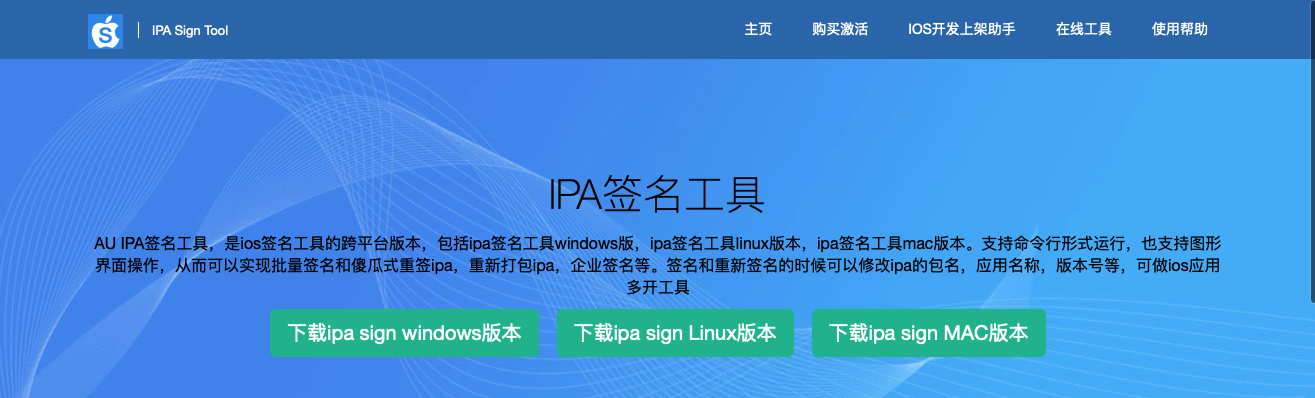 S
IPA Sign Tool
主页
购买激活
IOS开发上架助手
在线工具
使用帮助
IPA签名工具
AU IPA签名工具，是ios签名工具的跨平台版本，包括ipa签名工具windows版，ipa签名工具linux版本，ipa签名工具mac版本。支持命令行形式运行，也支持图形
界面操作，从而可以实现批量签名和傻瓜式重签ipa，重新打包ipa，企业签名等。签名和重新签名的时候可以修改ipa的包名，应用名称，版本号等，可做ios应用
多开工具
下载ipa sign windows版本
下载ipa sign Linux版本
下载ipa sign MAC版本